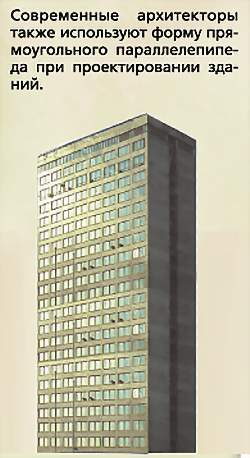 Современные архитекторы
также используют форму пря-
моугольного параллелепипе-
да при проектировании зда-
ний.